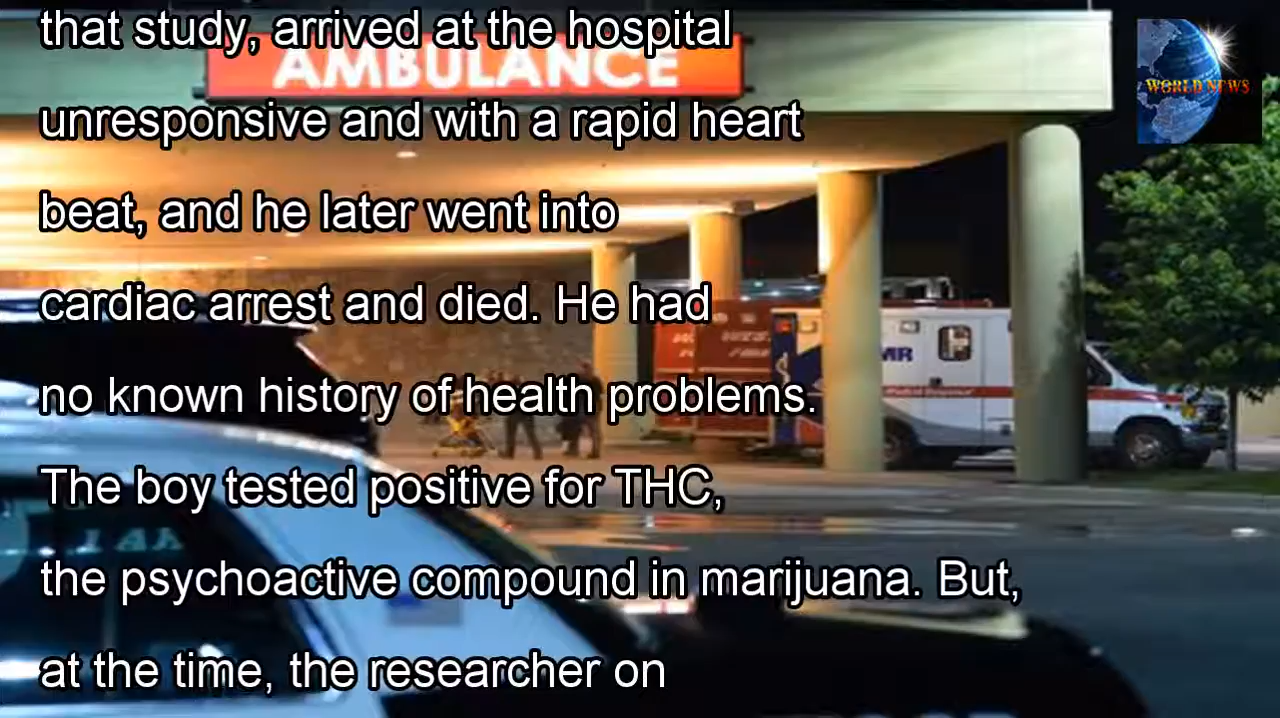 that study, arrived at the hospital
AMBULANCE
WORLD NEWS
unresponsive and with a rapid heart
beat, and he later went into
cardiac arrest and died. He had
MR
no known history of health problems.
The boy tested positive for THC,
the psychoactive compound in marijuana. But,
at the time, the researcher on